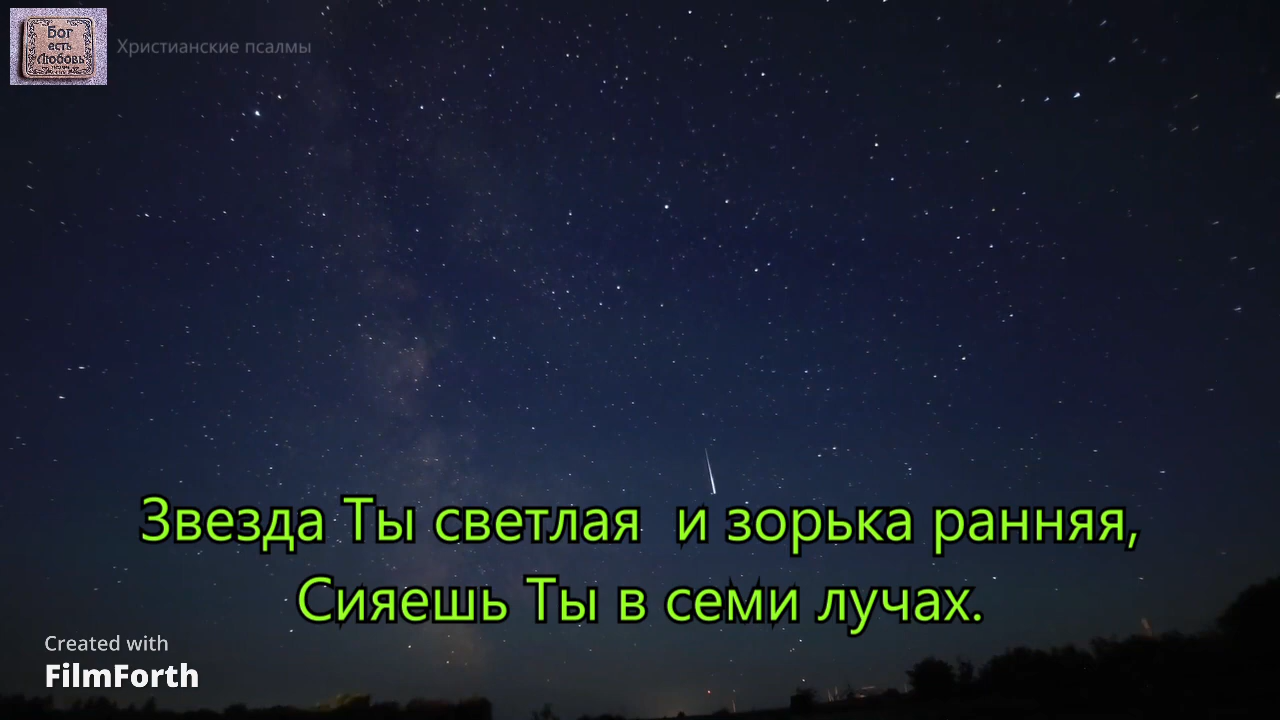 Бог
есть
Любовь
Христианские псалмы
Звезда Ты светлая и зорька ранняя,
Сияешь Ты в семи лучах.
Created with
FilmForth